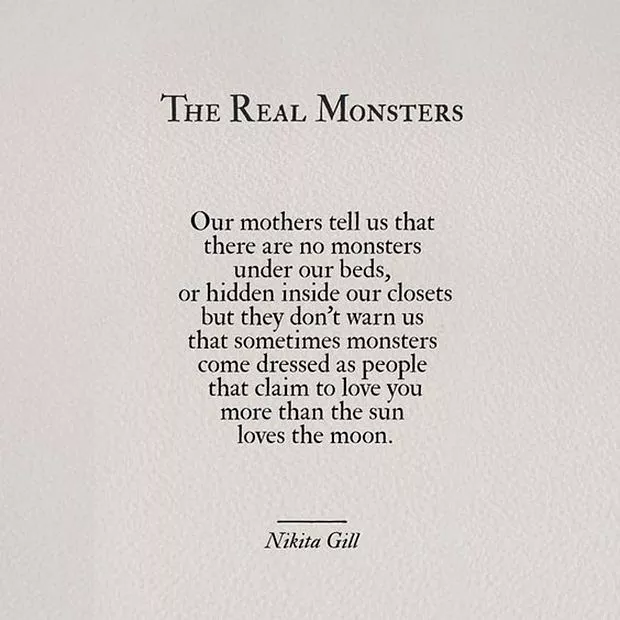 The Real Monsters
Our mothers tell us that
there are no monsters
under our beds,
or hidden inside our closets
but they don't warn us
that sometimes monsters
come dressed as people
that claim to love you
more than the sun
loves the moon.
Nikita Gill